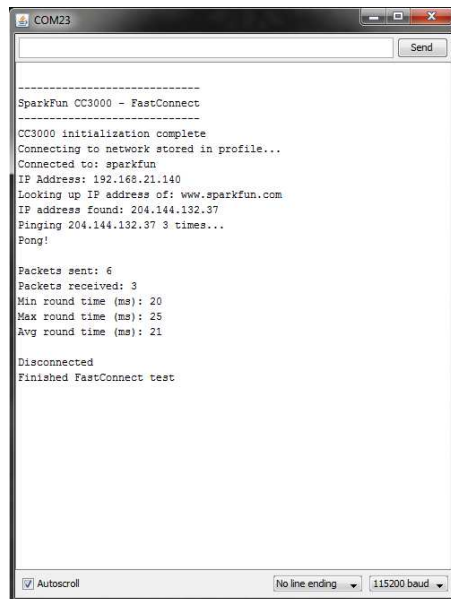 COM23
Send
-----------------------------
SparkFun CC3000 - FastConnect
-----------------------------
CC3000 initialization complete
Connecting to network stored in profile...
Connected to: sparkfun
IP Address: 192.168.21.140
Looking up IP address of: www.sparkfun.com
IP address found: 204.144.132.37
Pinging 204.144.132.37 3 times...
Pong!
Packets sent: 6
Packets received: 3
Min round time (ms): 20
Max round time (ms): 25
Avg round time (ms): 21
Disconnected
Finished FastConnect test
Autoscroll
No line ending
115200 baud